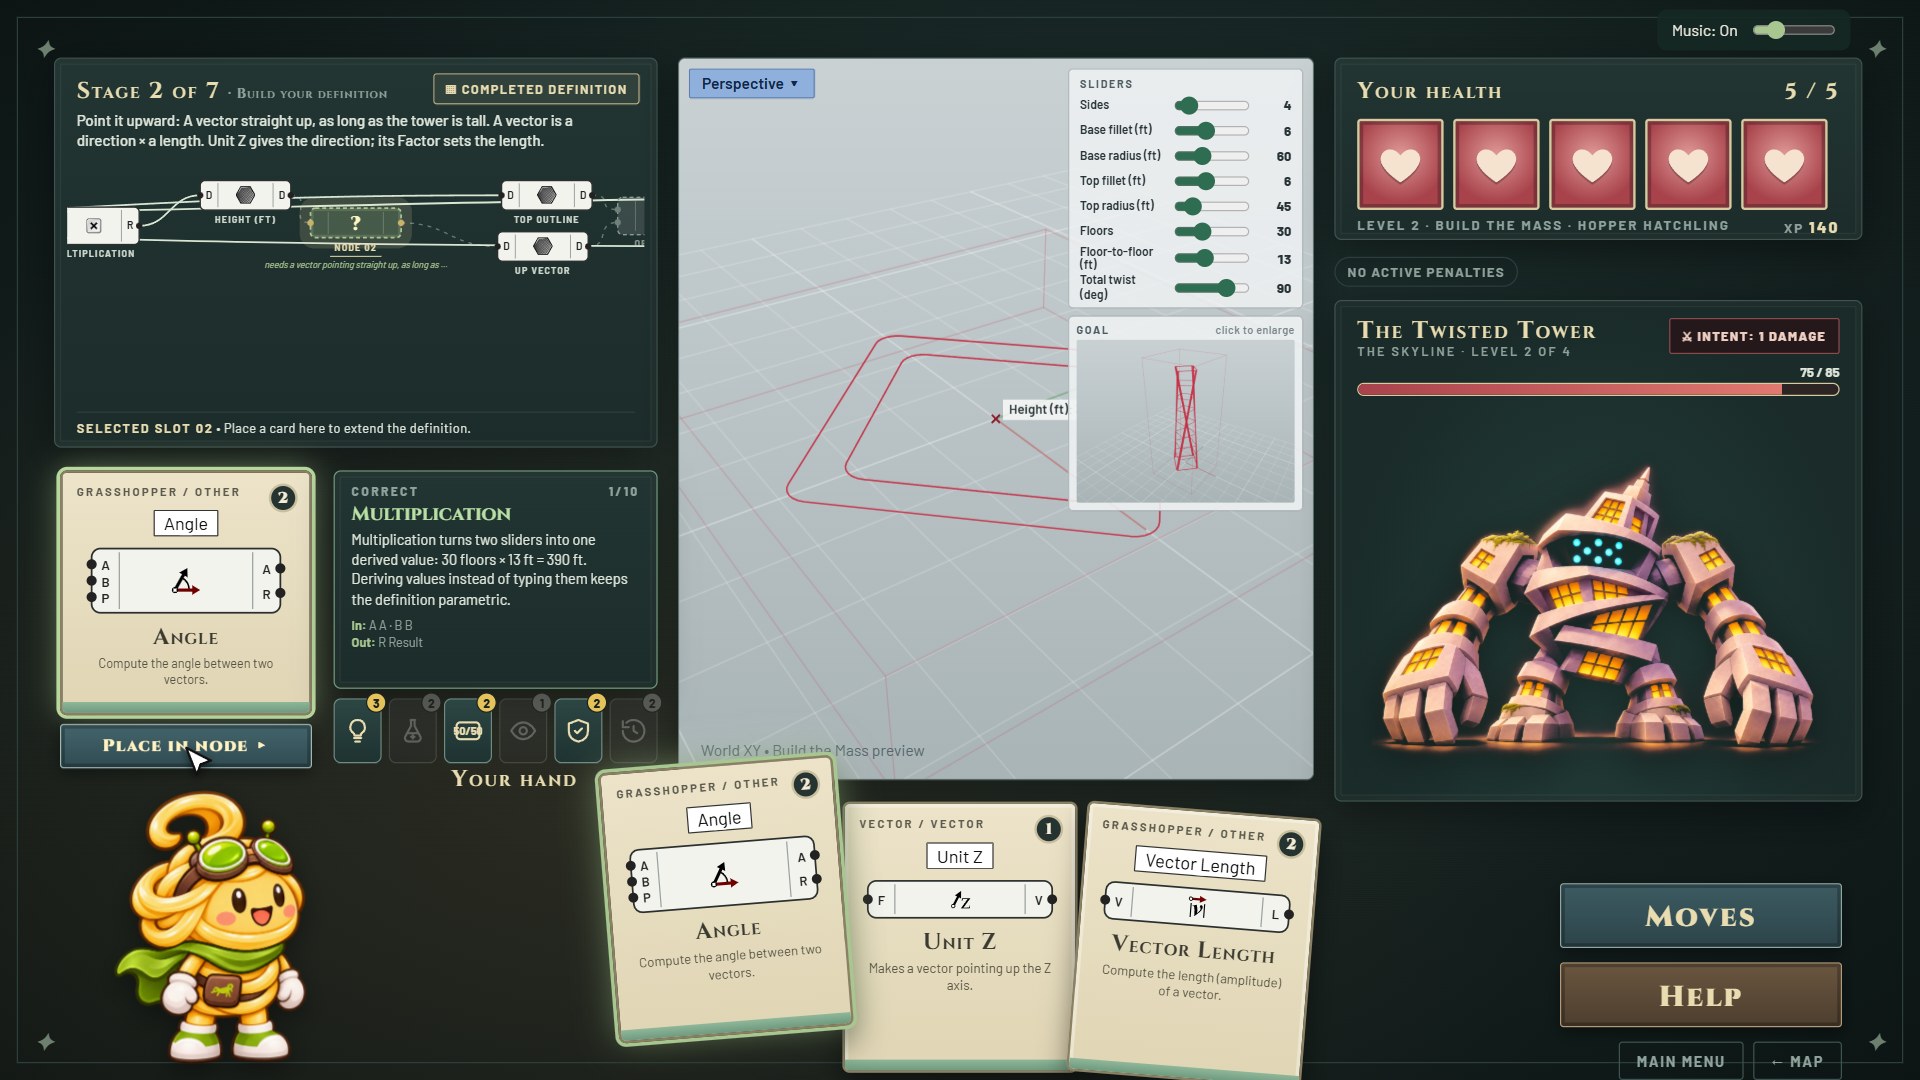 Music: On
STAGE 2 OF 7 · BUILD YOUR DEFINITION
COMPLETED DEFINITION
Point it upward: A vector straight up, as long as the tower is tall. A vector is a
direction × a length. Unit Z gives the direction; its Factor sets the length.
R
LTIPLICATION
D D
HEIGHT (FT)
?
NODE 02
needs a vector pointing straight up, as long as ...
D D
TOP OUTLINE
D D
UP VECTOR
SELECTED SLOT 02 • Place a card here to extend the definition.
GRASSHOPPER / OTHER
2
Angle
A
B
P
A
R
ANGLE
Compute the angle between two
vectors.
PLACE IN NODE
CORRECT
1/10
MULTIPLICATION
Multiplication turns two sliders into one
derived value: 30 floors × 13 ft = 390 ft.
Deriving values instead of typing them keeps
the definition parametric.
In: A A · B B
Out: R Result
3
2
2
1
2
2
50/50
YOUR HAND
Perspective
SLIDERS
Sides 4
Base fillet (ft) 6
Base radius (ft) 60
Top fillet (ft) 6
Top radius (ft) 45
Floors 30
Floor-to-floor
(ft) 13
Total twist
(deg) 90
GOAL
click to enlarge
Height (ft)
World XY • Build the Mass preview
YOUR HEALTH
5 / 5
LEVEL 2 · BUILD THE MASS · HOPPER HATCHLING
XP 140
NO ACTIVE PENALTIES
THE TWISTED TOWER
THE SKYLINE · LEVEL 2 OF 4
INTENT: 1 DAMAGE
75 / 85
GRASSHOPPER / OTHER
2
Angle
A
B
P
A
R
ANGLE
Compute the angle between two
vectors.
VECTOR / VECTOR
1
Unit Z
F
Z
V
UNIT Z
Makes a vector pointing up the Z
axis.
GRASSHOPPER / OTHER
2
Vector Length
V
|v|
L
VECTOR LENGTH
Compute the length (amplitude)
of a vector.
MOVES
HELP
MAIN MENU
← MAP